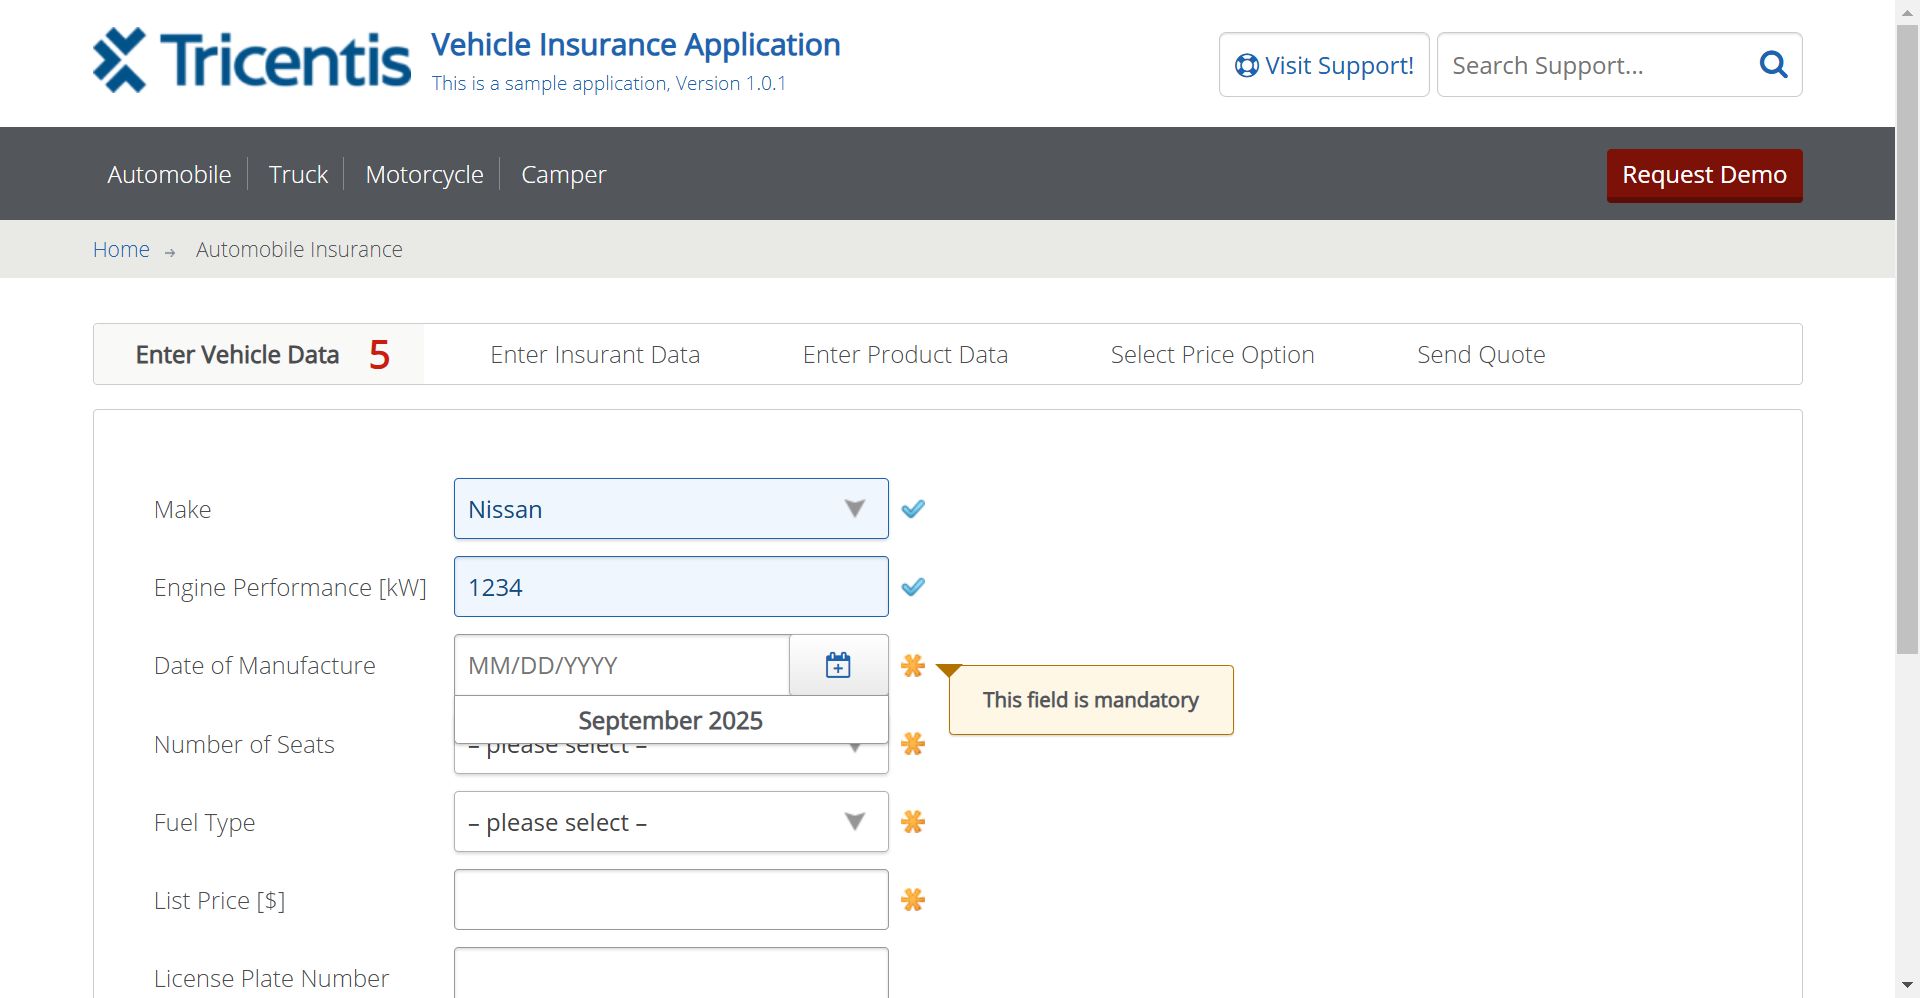 Tricentis
Vehicle Insurance Application
This is a sample application, Version 1.0.1
Visit Support!
Search Support...
Automobile
Truck
Motorcycle
Camper
Request Demo
Home
Automobile Insurance
Enter Vehicle Data 5
Enter Insurant Data
Enter Product Data
Select Price Option
Send Quote
Make
Nissan
Engine Performance [kW]
1234
Date of Manufacture
MM/DD/YYYY
This field is mandatory
September 2025
Number of Seats
– please select –
Fuel Type
– please select –
List Price [$]
License Plate Number